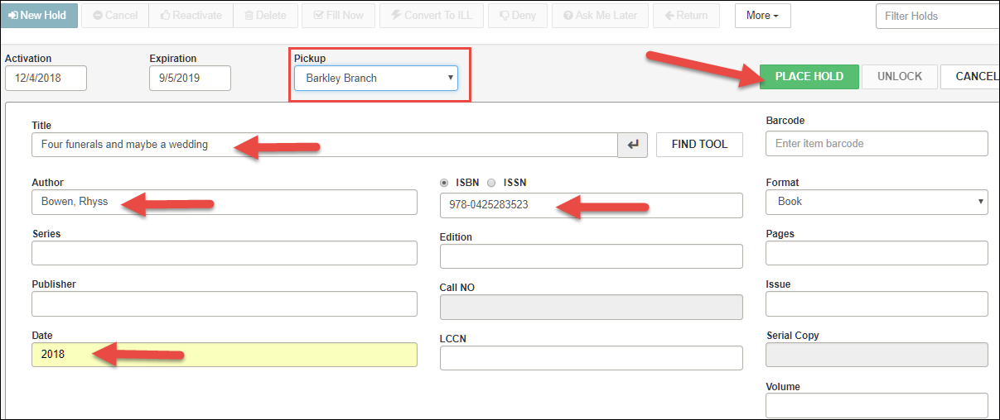 New Hold Cancel Reactivate Delete Fill Now Convert To ILL Deny Ask Me Later Return More Filter Holds
Activation Expiration Pickup
12/4/2018 9/5/2019 Barkley Branch PLACE HOLD UNLOCK CANCEL
Title Barcode
Four funerals and maybe a wedding FIND TOOL Enter item barcode
Author ISBN ISSN Format
Bowen, Rhyss 978-0425283523 Book
Series Edition Pages
Publisher Call NO Issue
Date LCCN Serial Copy
2018
Volume